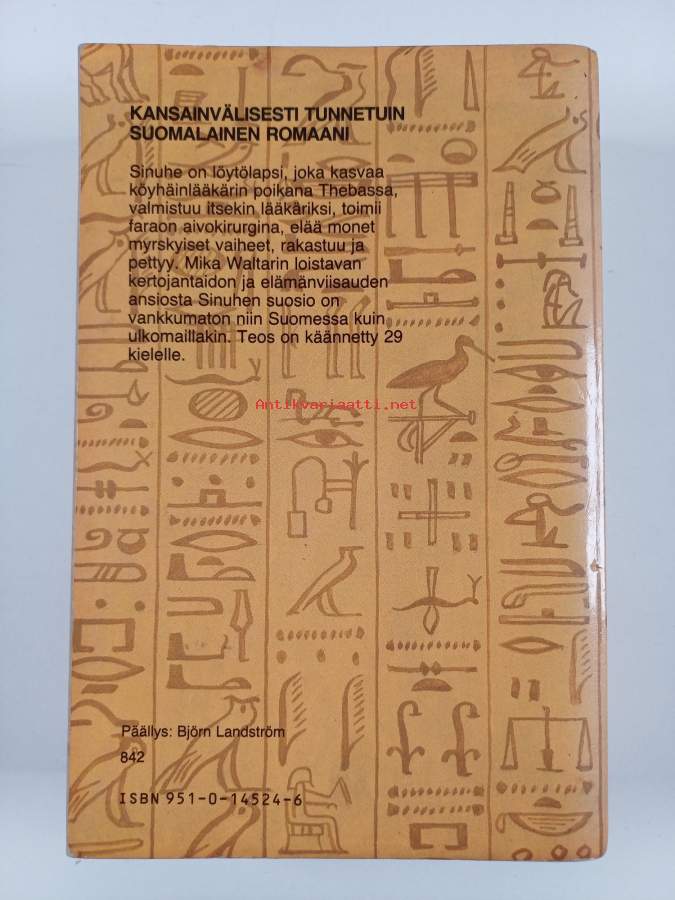 KANSAINVÄLISESTI TUNNETUIN
SUOMALAINEN ROMAANI
Sinuhe on löytölapsi, joka kasvaa
köyhäinlääkärin poikana Thebassa,
valmistuu itsekin lääkäriksi, toimii
faraon aivokirurgina, elää monet
myrskyiset vaiheet, rakastuu ja
pettyy. Mika Waltarin loistavan
kertojantaidon ja elämänviisauden
ansiosta Sinuhen suosio on
vankkumaton niin Suomessa kuin
ulkomaillakin. Teos on käännetty 29
kielelle.
Antikvariaatti.net
Päällys: Björn Landström
842
ISBN 951-0-14524-6